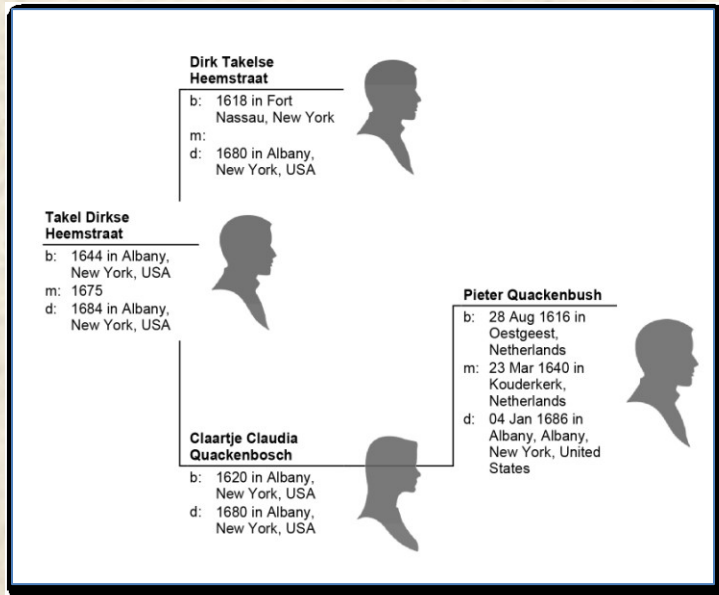 Dirk Takelse
Heemstraat
b: 1618 in Fort
Nassau, New York
m:
d: 1680 in Albany,
New York, USA
Takel Dirkse
Heemstraat
b: 1644 in Albany,
New York, USA
m: 1675
d: 1684 in Albany,
New York, USA
Pieter Quackenbush
b: 28 Aug 1616 in
Oestgeest,
Netherlands
m: 23 Mar 1640 in
Kouderkerk,
Netherlands
d: 04 Jan 1686 in
Albany, Albany,
New York, United
States
Claartje Claudia
Quackenbosch
b: 1620 in Albany,
New York, USA
d: 1680 in Albany,
New York, USA